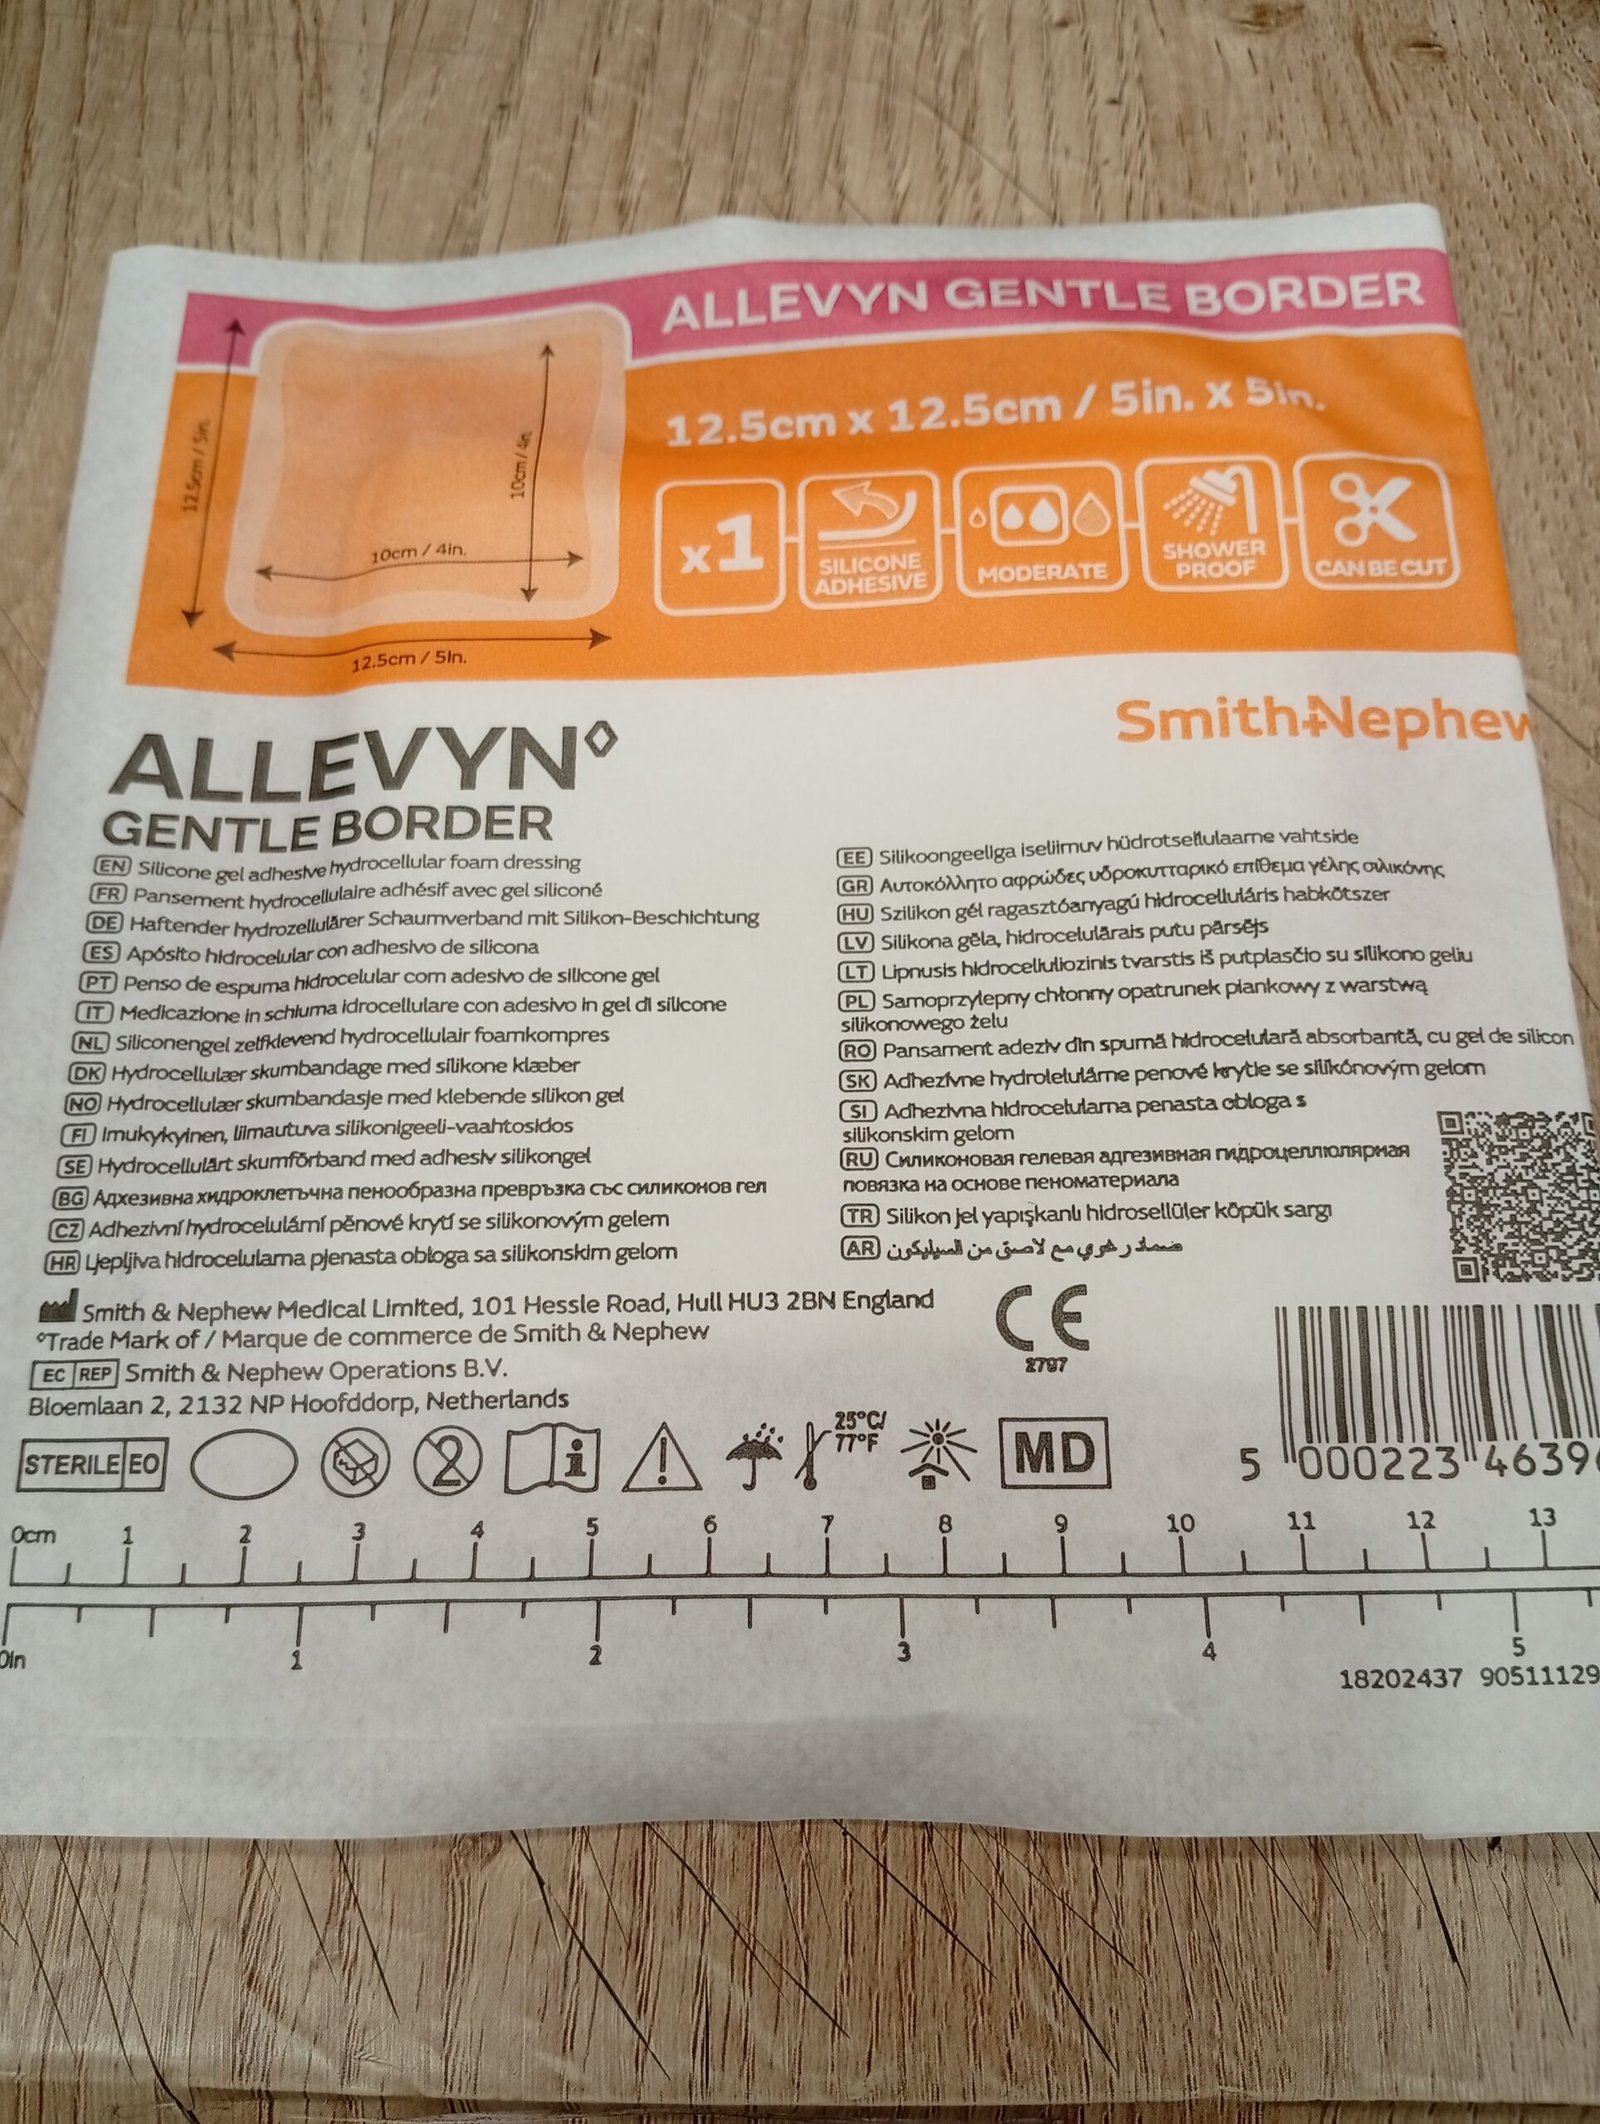 ALLEVYN GENTLE BORDER
12.5cm x 12.5cm / 5in. x 5in.
12.5cm / 5in.
10cm / 4in.
10cm / 4in.
12.5cm / 5in.
x1
SILICONE
ADHESIVE
MODERATE
SHOWER
PROOF
CAN BE CUT
Smith+Nephew
ALLEVYN◊
GENTLE BORDER
EN Silicone gel adhesive hydrocellular foam dressing
FR Pansement hydrocellulaire adhésif avec gel siliconé
DE Haftender hydrozellulärer Schaumverband mit Silikon-Beschichtung
ES Apósito hidrocelular con adhesivo de silicona
PT Penso de espuma hidrocelular com adesivo de silicone gel
IT Medicazione in schiuma idrocellulare con adesivo in gel di silicone
NL Siliconengel zelfklevend hydrocellulair foamkompres
DK Hydrocellulær skumbandage med silikone klæber
NO Hydrocellulær skumbandasje med klebende silikon gel
FI Imukykyinen, liimautuva silikonigeeli-vaahtosidos
SE Hydrocellulärt skumförband med adhesiv silikongel
BG Адхезивна хидроклетъчна пенообразна превръзка със силиконов гел
CZ Adhezivní hydrocelulární pěnové krytí se silikonovým gelem
HR Ljepljiva hidrocelularna pjenasta obloga sa silikonskim gelom
EE Silikoongeeliga iseliimuv hüdrotsellulaarne vahtside
GR Αυτοκόλλητο αφρώδες υδροκυτταρικό επίθεμα γέλης σιλικόνης
HU Szilikon gél ragasztóanyagú hidrocelluláris habkötszer
LV Silikona gēla, hidrocelulārais putu pārsējs
LT Lipnusis hidroceliuliozinis tvarstis iš putplasčio su silikono geliu
PL Samoprzylepny chłonny opatrunek piankowy z warstwą
silikonowego żelu
RO Pansament adeziv din spumă hidrocelulară absorbantă, cu gel de silicon
SK Adhezívne hydrolelulárne penové krytie se silikónovým gelom
SI Adhezivna hidrocelularna penasta obloga s
silikonskim gelom
RU Силиконовая гелевая адгезивная гидроцеллюлярная
повязка на основе пеноматериала
TR Silikon jel yapışkanlı hidrosellüler köpük sargı
AR ضماد رغوي مع لاصق من السيليكون
Smith & Nephew Medical Limited, 101 Hessle Road, Hull HU3 2BN England
◊Trade Mark of / Marque de commerce de Smith & Nephew
EC REP Smith & Nephew Operations B.V.
Bloemlaan 2, 2132 NP Hoofddorp, Netherlands
CE
2797
STERILE EO
2
i
!
25°C/
77°F
MD
5 000223 4639
0cm 1 2 3 4 5 6 7 8 9 10 11 12 13
0in 1 2 3 4 5
18202437 90511129